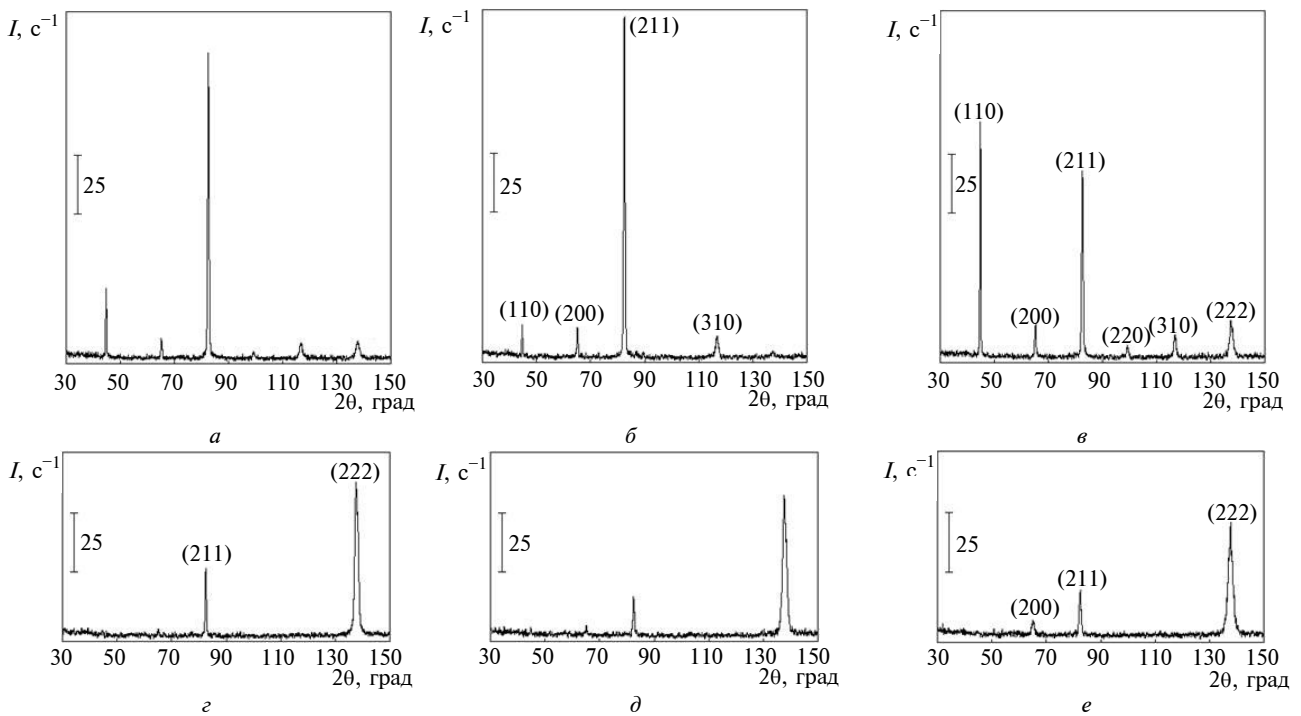 I, с⁻¹
25
30 50 70 90 110 130 150
2θ, град
а
I, с⁻¹
(211)
25
(110) (200) (310)
30 50 70 90 110 130 150
2θ, град
б
I, с⁻¹
(110)
(211)
25
(200) (220) (310) (222)
30 50 70 90 110 130 150
2θ, град
в
I, с⁻¹
(222)
25
(211)
30 50 70 90 110 130 150
2θ, град
г
I, с⁻¹
25
30 50 70 90 110 130 150
2θ, град
д
I, с⁻¹
(222)
25
(211)
(200)
30 50 70 90 110 130 150
2θ, град
е